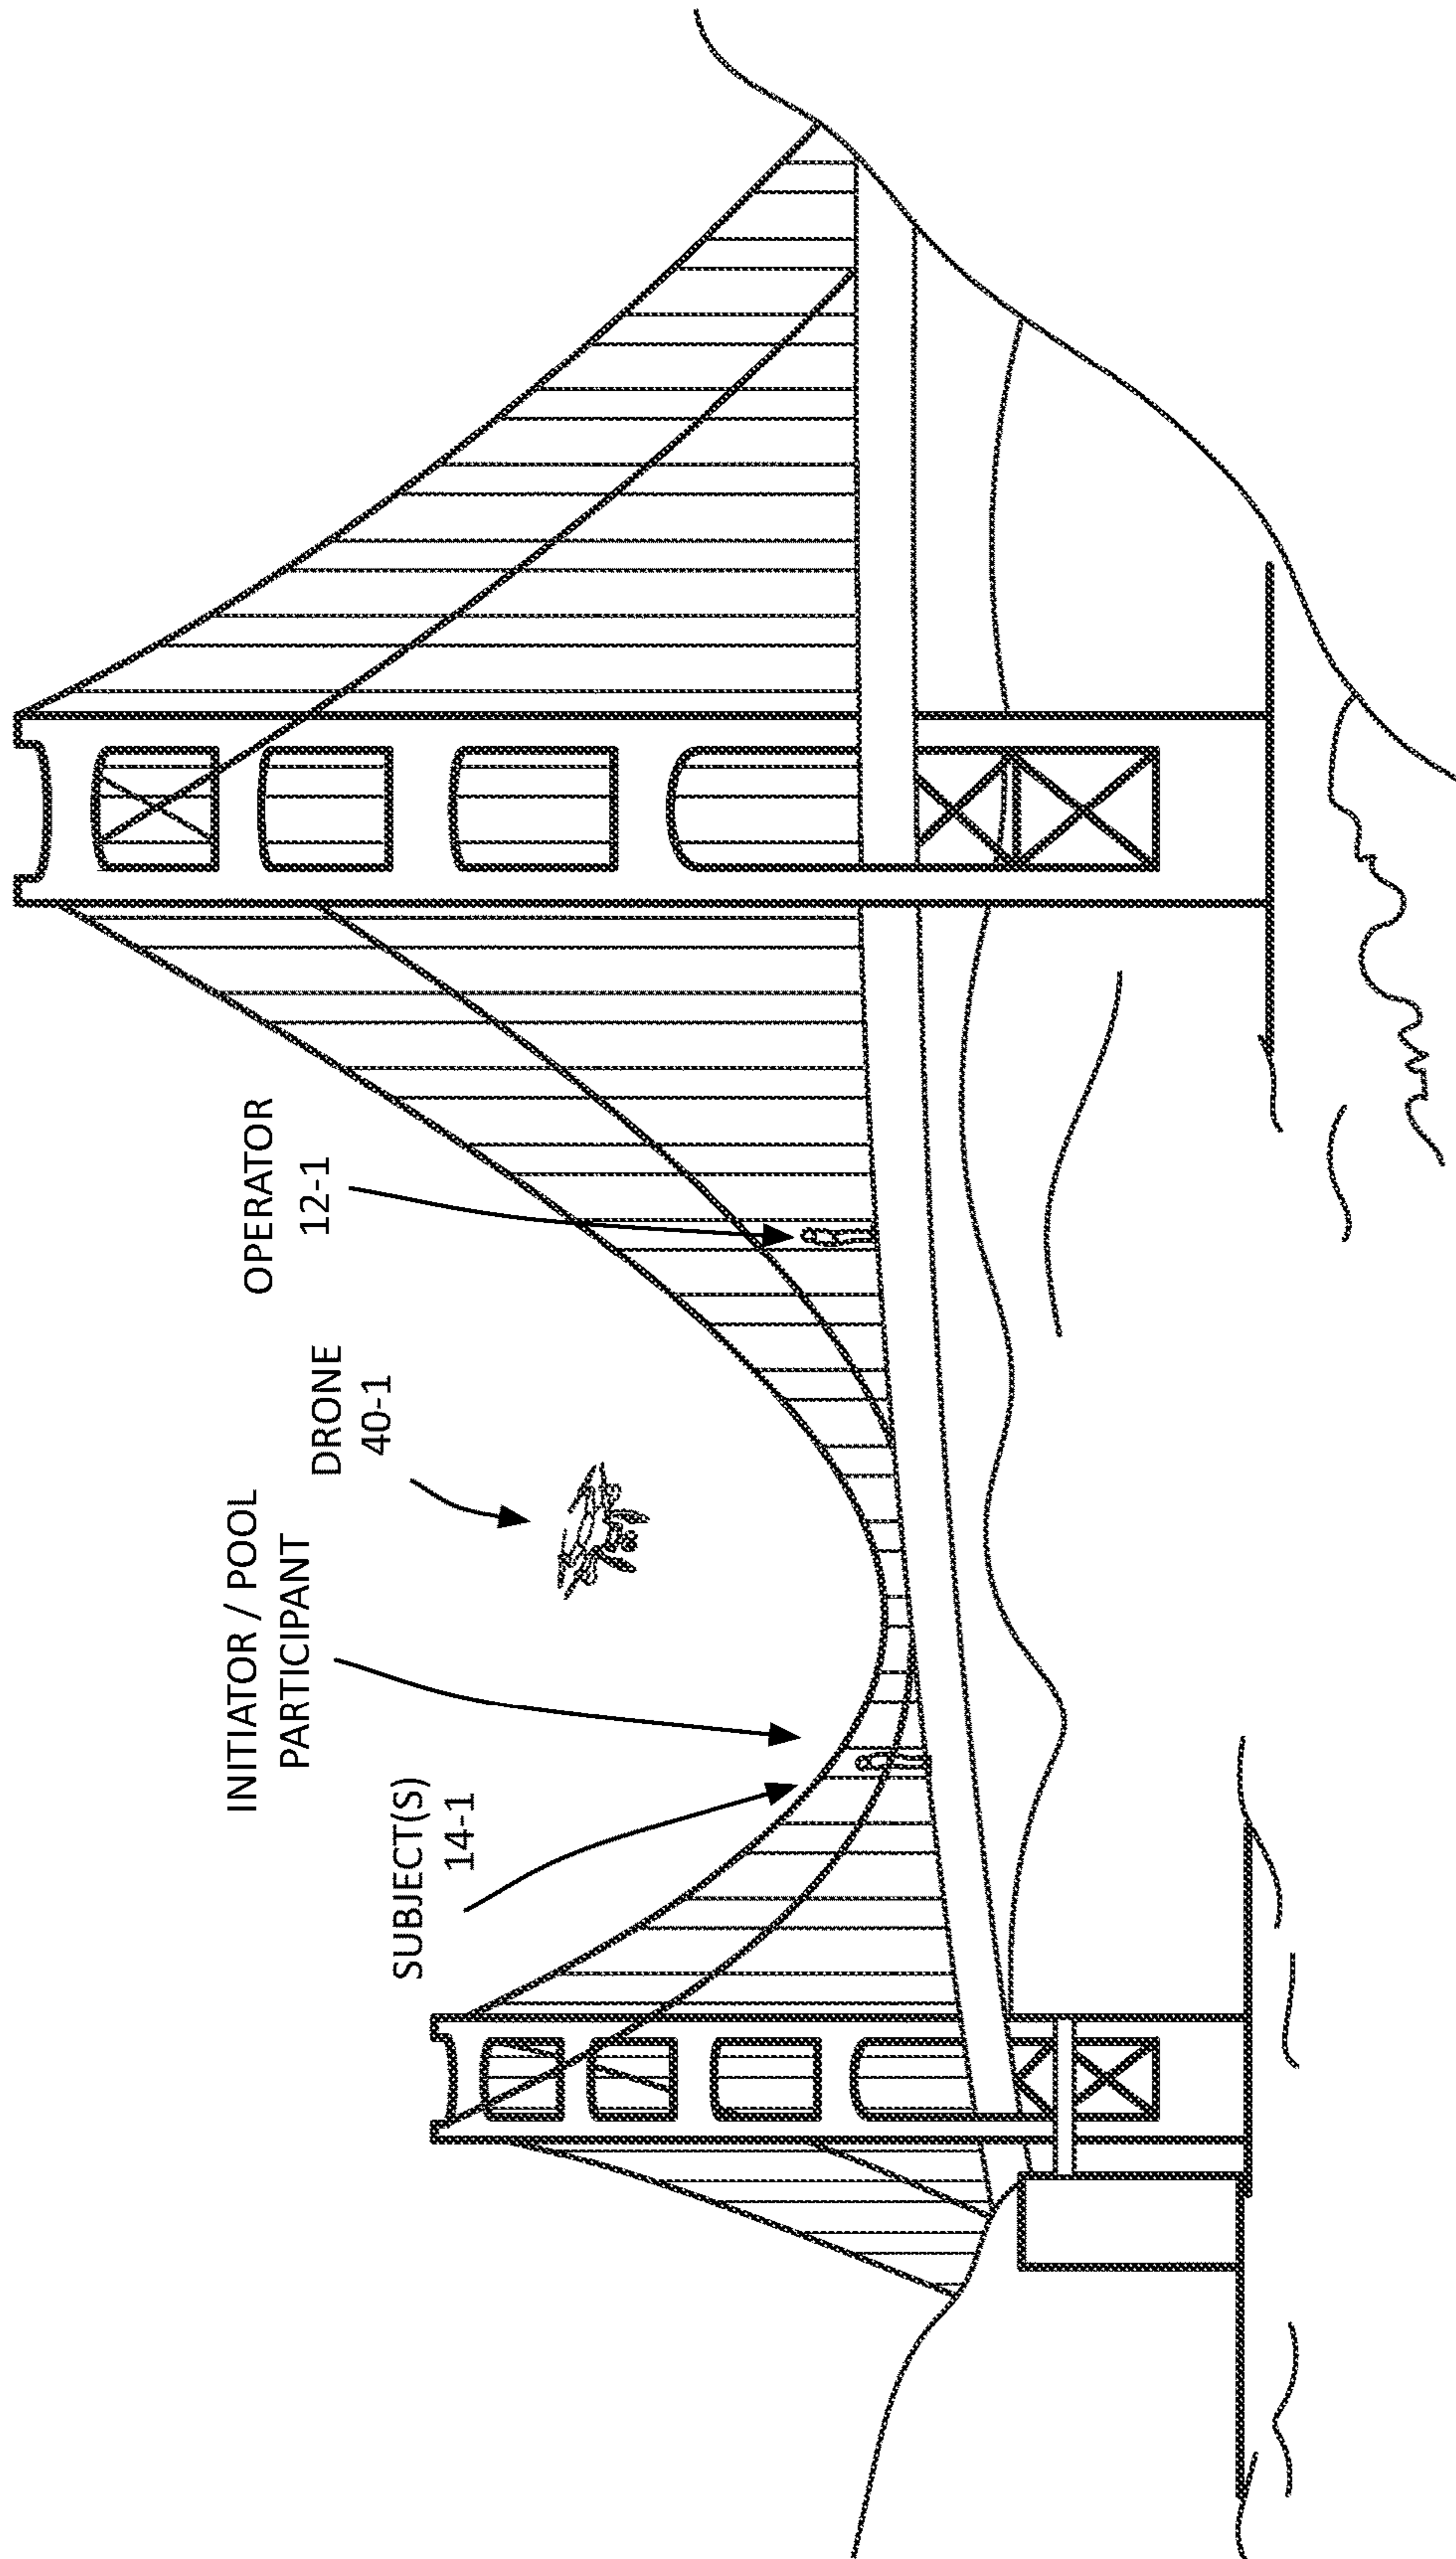 SUBJECT(S)
14-1
INITIATOR / POOL
PARTICIPANT
DRONE
40-1
OPERATOR
12-1